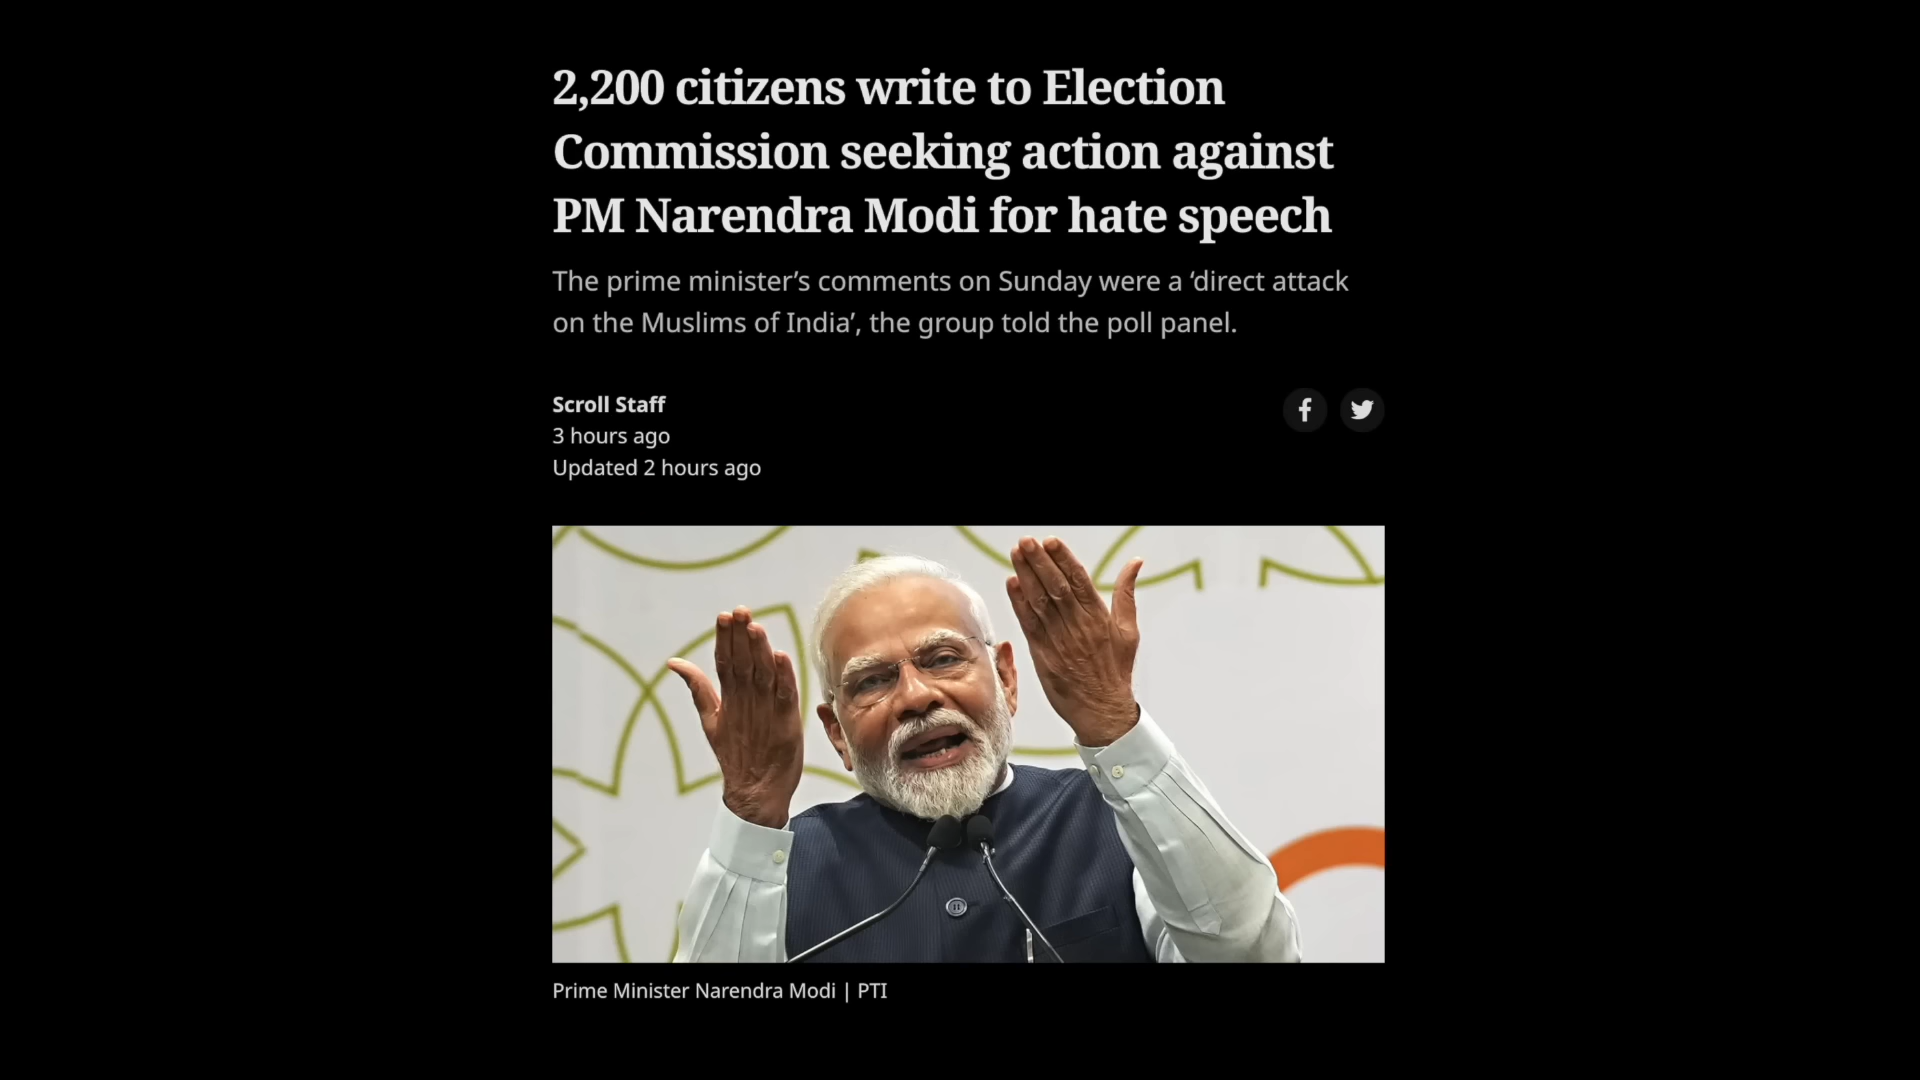 2,200 citizens write to Election
Commission seeking action against
PM Narendra Modi for hate speech
The prime minister’s comments on Sunday were a ‘direct attack
on the Muslims of India’, the group told the poll panel.
Scroll Staff
3 hours ago
Updated 2 hours ago
Prime Minister Narendra Modi | PTI